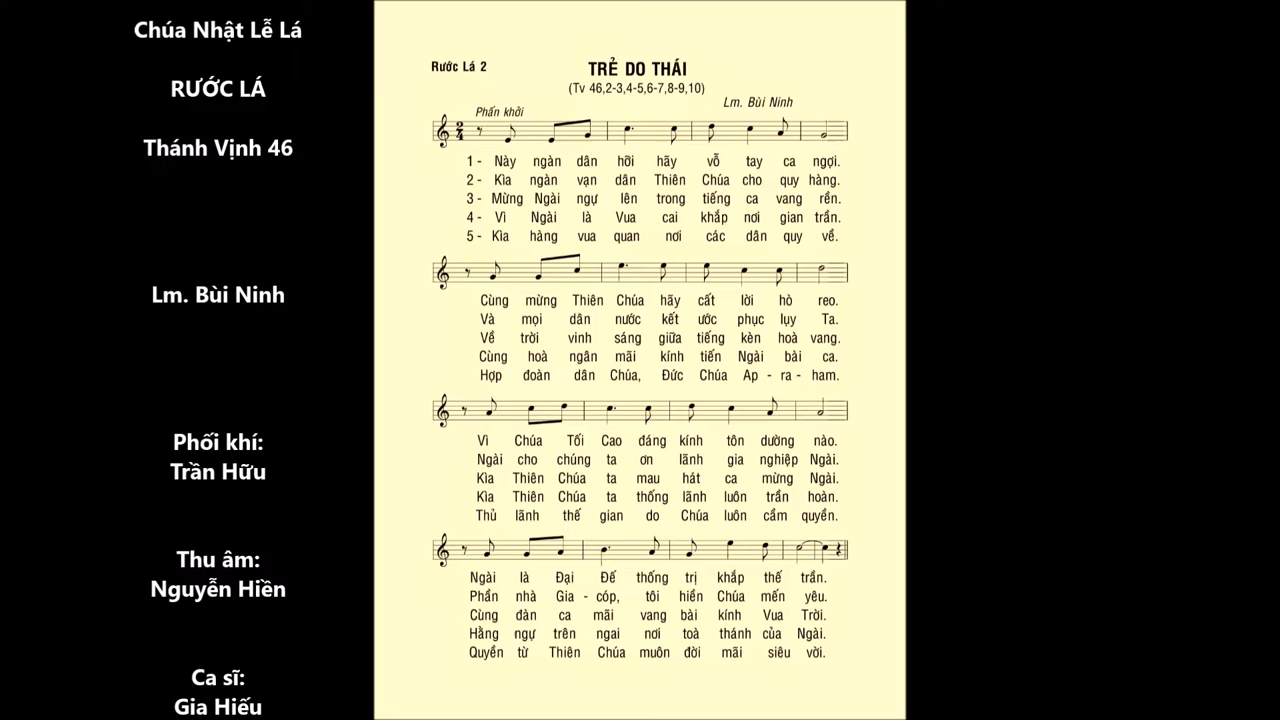 Chúa Nhật Lễ Lá
RƯỚC LÁ
Thánh Vịnh 46
Lm. Bùi Ninh
Phối khí:
Trần Hữu
Thu âm:
Nguyễn Hiền
Ca sĩ:
Gia Hiếu
Rước Lá 2
TRẺ DO THÁI
(Tv 46,2-3,4-5,6-7,8-9,10)
Lm. Bùi Ninh
Phấn khởi
2
4
1 - Này ngàn dân hỡi hãy vỗ tay ca ngợi.
2 - Kìa ngàn vạn dân Thiên Chúa cho quy hàng.
3 - Mừng Ngài ngự lên trong tiếng ca vang rền.
4 - Vì Ngài là Vua cai khắp nơi gian trần.
5 - Kìa hàng vua quan nơi các dân quy về.
Cùng mừng Thiên Chúa hãy cất lời hò reo.
Và mọi dân nước kết ước phục lụy Ta.
Về trời vinh sáng giữa tiếng kèn hoà vang.
Cùng hoà ngân mãi kính tiến Ngài bài ca.
Hợp đoàn dân Chúa, Đức Chúa Ap - ra - ham.
Vì Chúa Tối Cao đáng kính tôn dường nào.
Ngài cho chúng ta ơn lãnh gia nghiệp Ngài.
Kìa Thiên Chúa ta mau hát ca mừng Ngài.
Kìa Thiên Chúa ta thống lãnh luôn trần hoàn.
Thủ lãnh thế gian do Chúa luôn cầm quyền.
Ngài là Đại Đế thống trị khắp thế trần.
Phần nhà Gia - cóp, tôi hiền Chúa mến yêu.
Cùng đàn ca mãi vang bài kính Vua Trời.
Hằng ngự trên ngai nơi toà thánh của Ngài.
Quyền từ Thiên Chúa muôn đời mãi siêu vời.